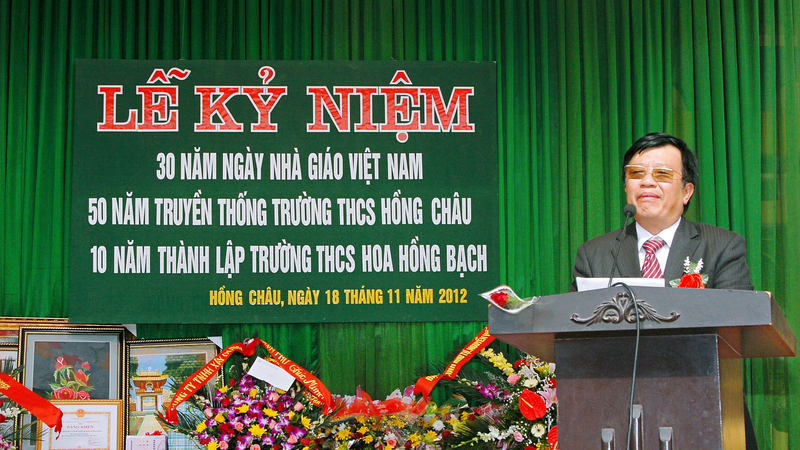 LỄ KỶ NIỆM
30 NĂM NGÀY NHÀ GIÁO VIỆT NAM
50 NĂM TRUYỀN THỐNG TRƯỜNG THCS HỒNG CHÂU
10 NĂM THÀNH LẬP TRƯỜNG THCS HOA HỒNG BẠCH
HỒNG CHÂU, NGÀY 18 THÁNG 11 NĂM 2012